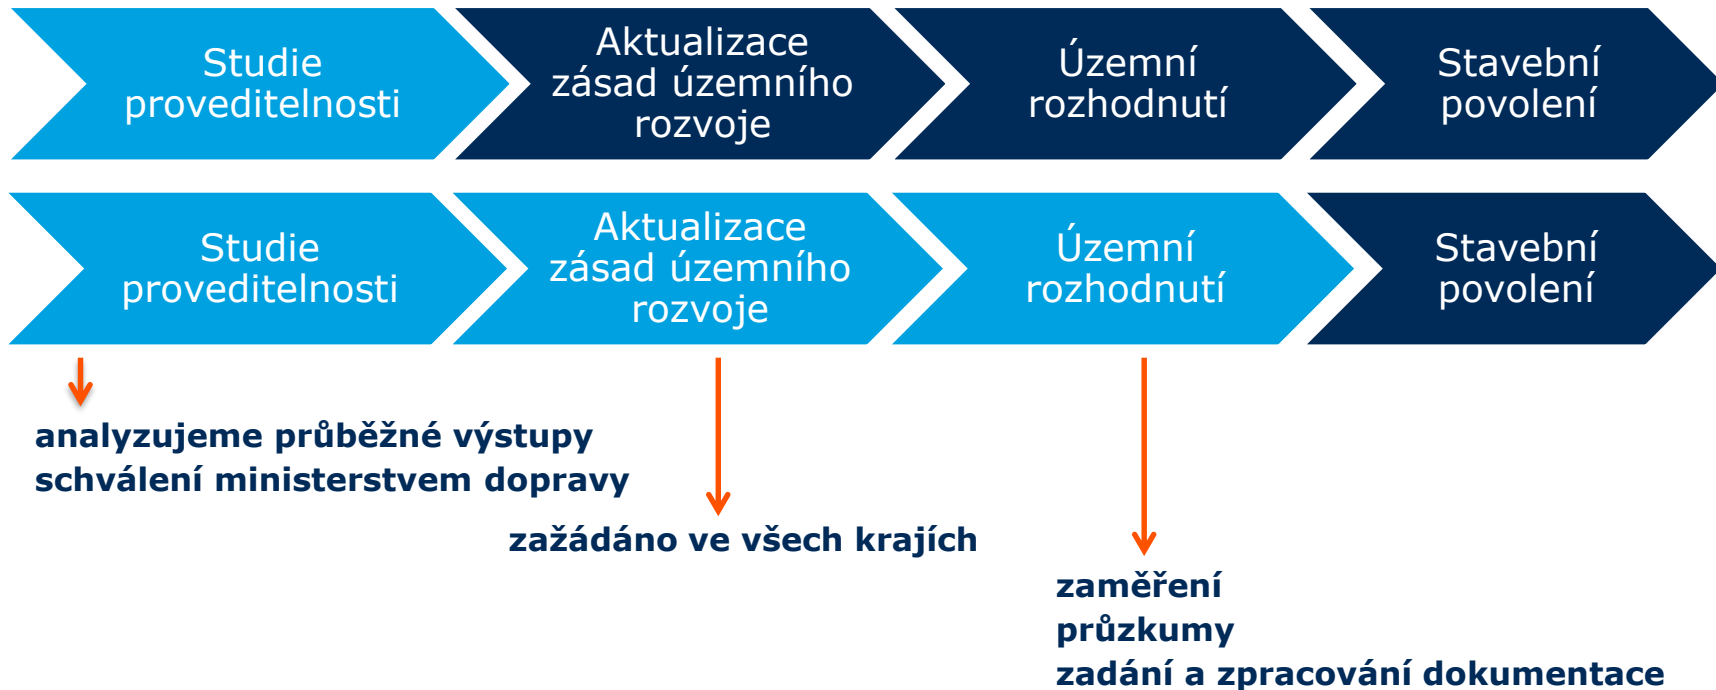 Studie
proveditelnosti
Aktualizace
zásad územního
rozvoje
Územní
rozhodnutí
Stavební
povolení
Studie
proveditelnosti
Aktualizace
zásad územního
rozvoje
Územní
rozhodnutí
Stavební
povolení
analyzujeme průběžné výstupy
schválení ministerstvem dopravy
zažádáno ve všech krajích
zaměření
průzkumy
zadání a zpracování dokumentace